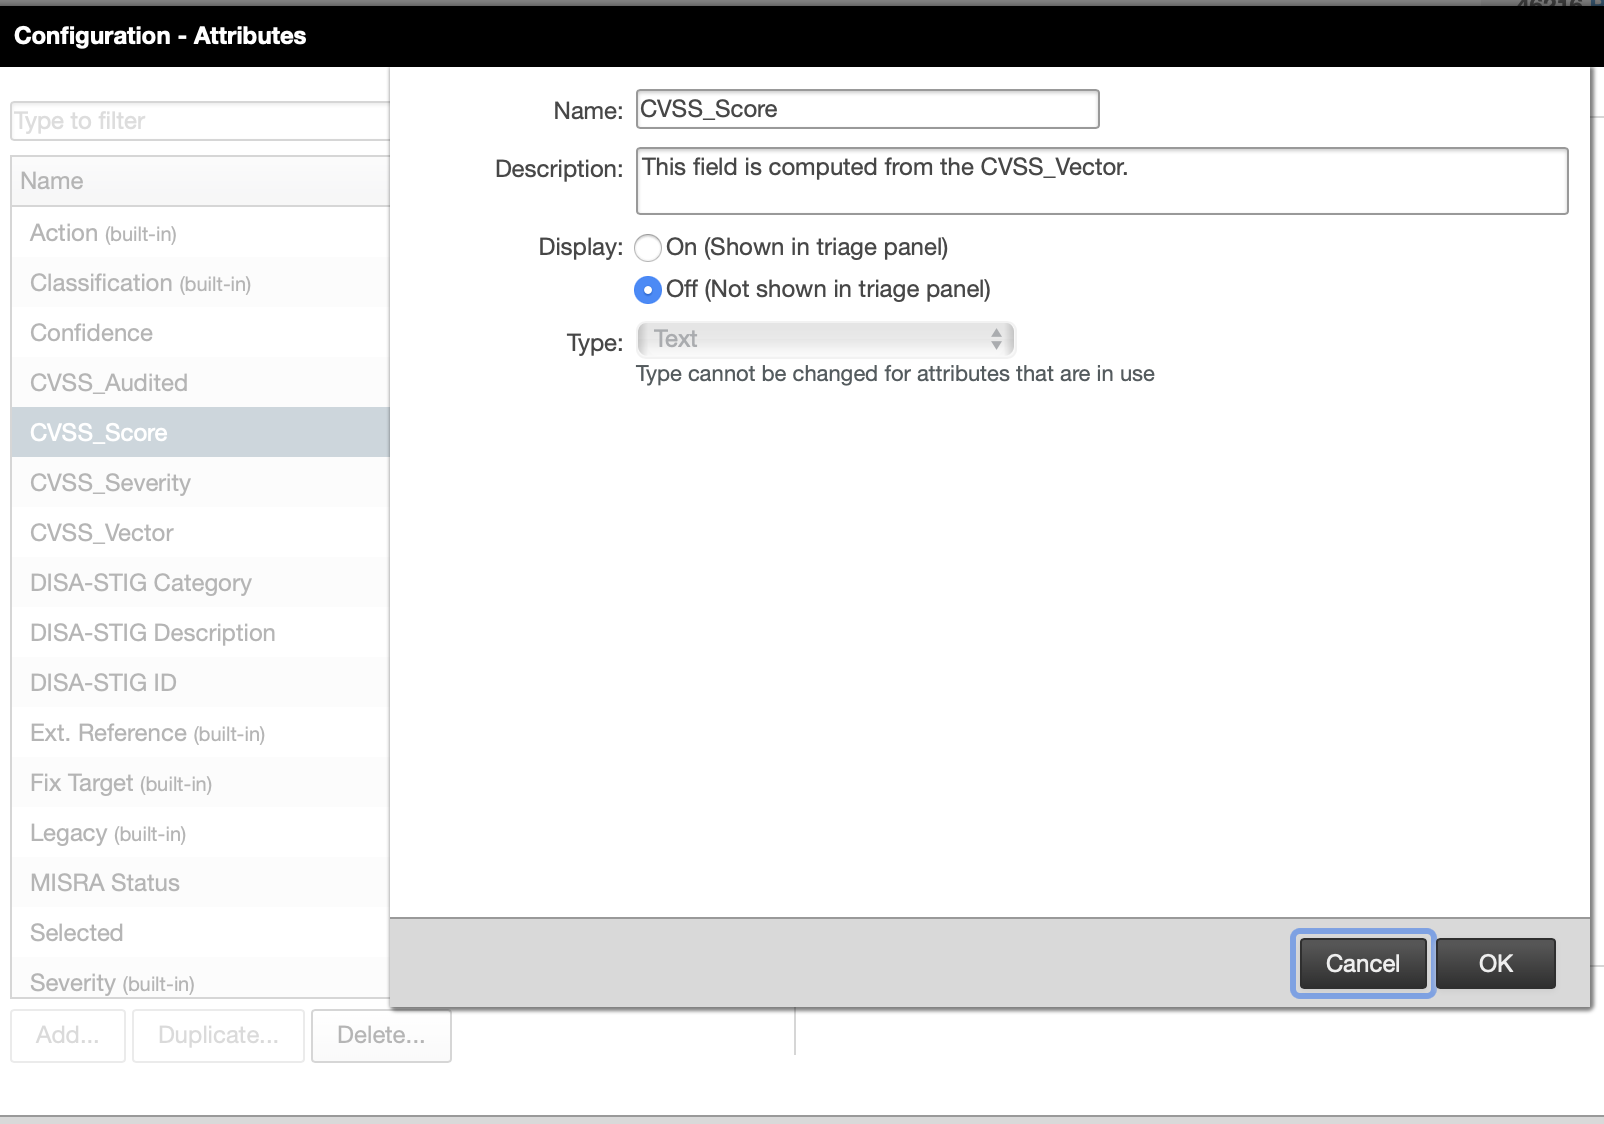 Configuration - Attributes
Type to filter
Name
Action (built-in)
Classification (built-in)
Confidence
CVSS_Audited
CVSS_Score
CVSS_Severity
CVSS_Vector
DISA-STIG Category
DISA-STIG Description
DISA-STIG ID
Ext. Reference (built-in)
Fix Target (built-in)
Legacy (built-in)
MISRA Status
Selected
Severity (built-in)
Add...
Duplicate...
Delete...
Name: CVSS_Score
Description: This field is computed from the CVSS_Vector.
Display: On (Shown in triage panel)
Off (Not shown in triage panel)
Type: Text
Type cannot be changed for attributes that are in use
Cancel
OK